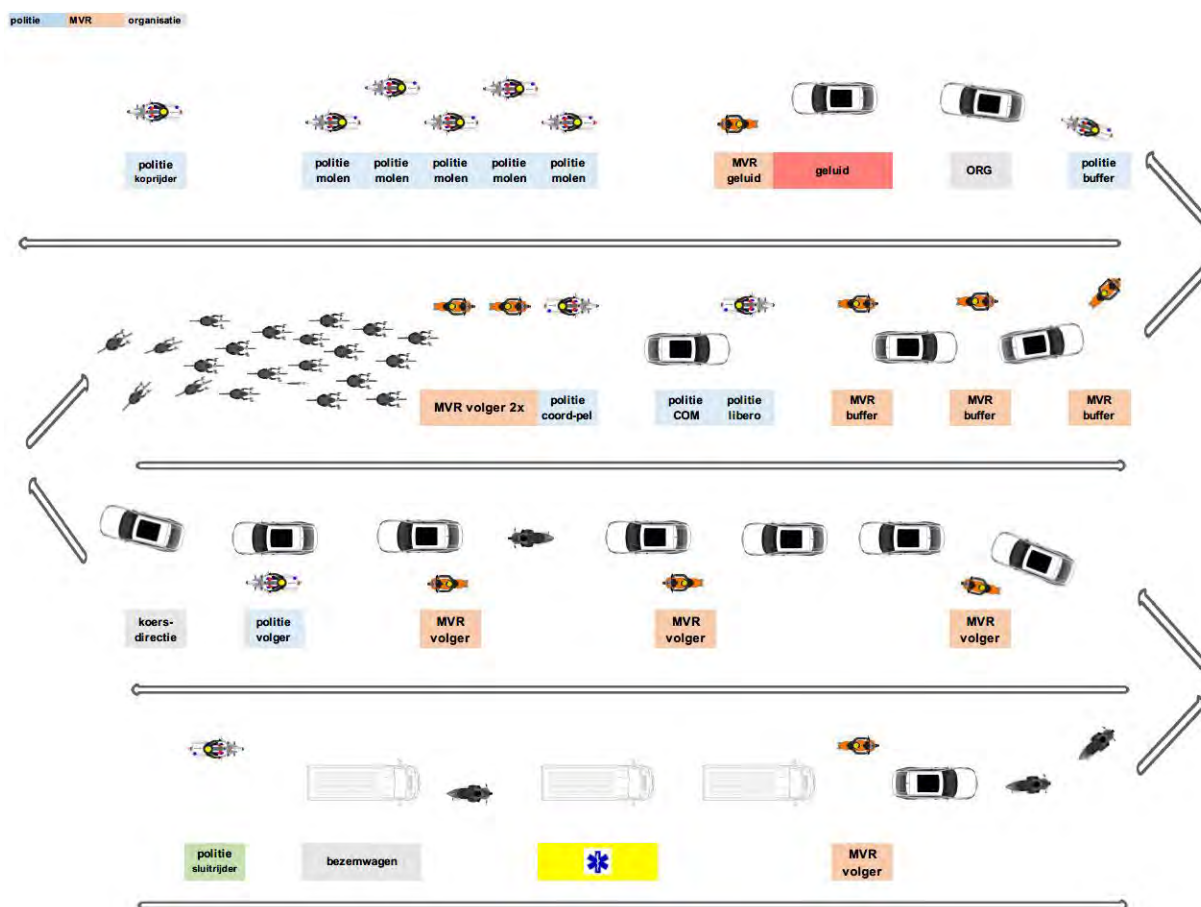 politie MVR organisatie
politie koprijder
politie molen
politie molen
politie molen
politie molen
politie molen
MVR geluid
geluid
ORG
politie buffer
MVR volger 2x
politie coord-pel
politie COM
politie libero
MVR buffer
MVR buffer
MVR buffer
koers-directie
politie volger
MVR volger
MVR volger
MVR volger
politie sluitrijder
bezemwagen
MVR volger